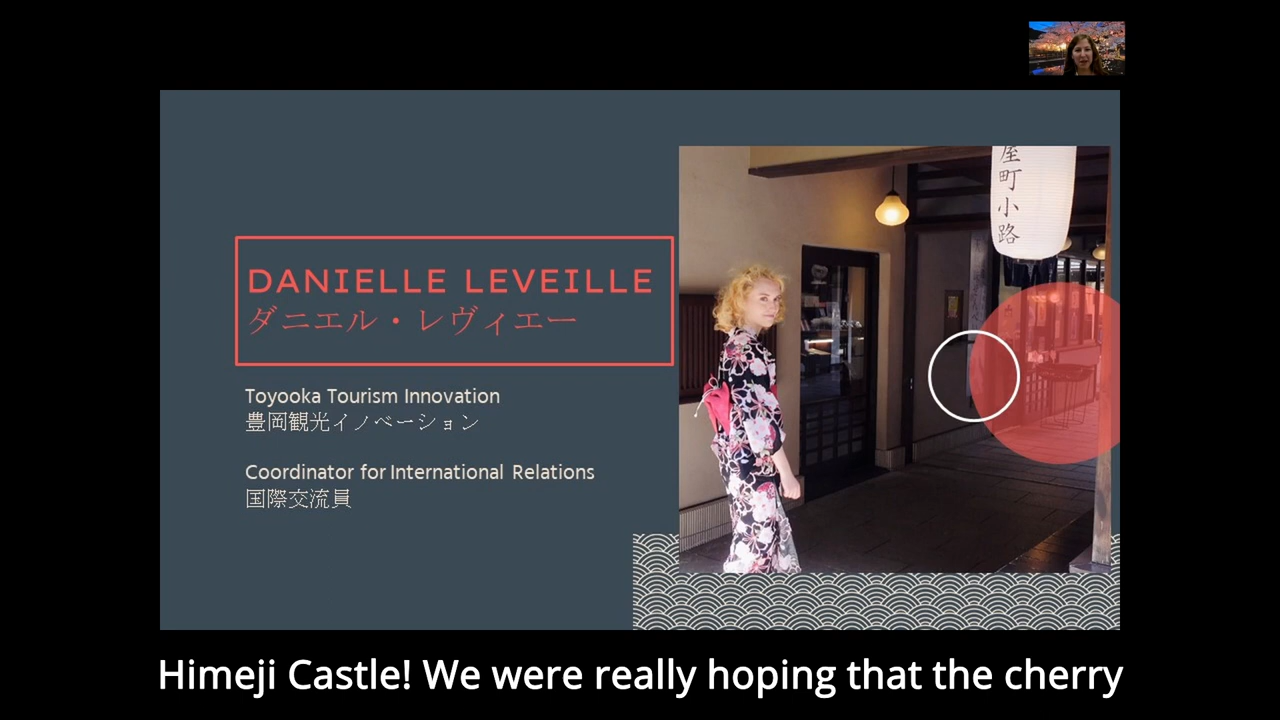 屋町小路
DANIELLE LEVEILLE
ダニエル・レヴィエー
Toyooka Tourism Innovation
豊岡観光イノベーション
Coordinator for International Relations
国際交流員
Himeji Castle! We were really hoping that the cherry